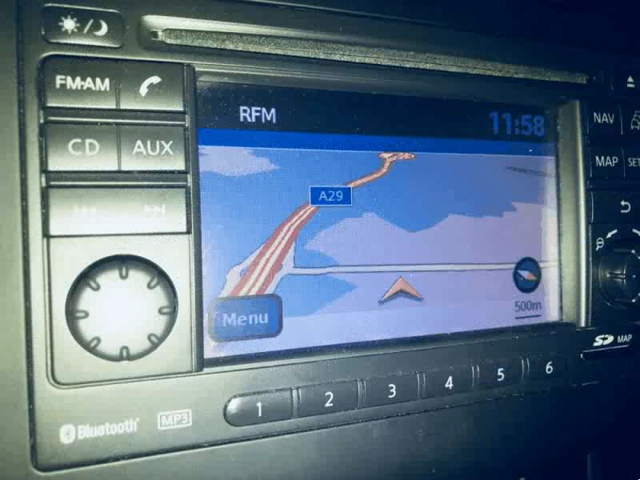 FM·AM
CD
AUX
RFM
11:58
A29
Menu
500m
NAV
MAP
SET
SD MAP
1
2
3
4
5
6
Bluetooth
MP3